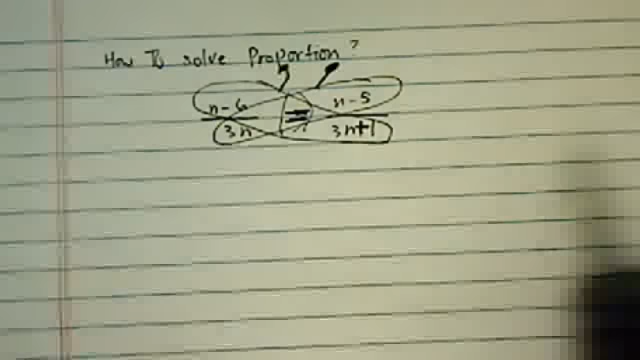 How To solve Proportion?
n-6 n-5
=
3n 3n+1